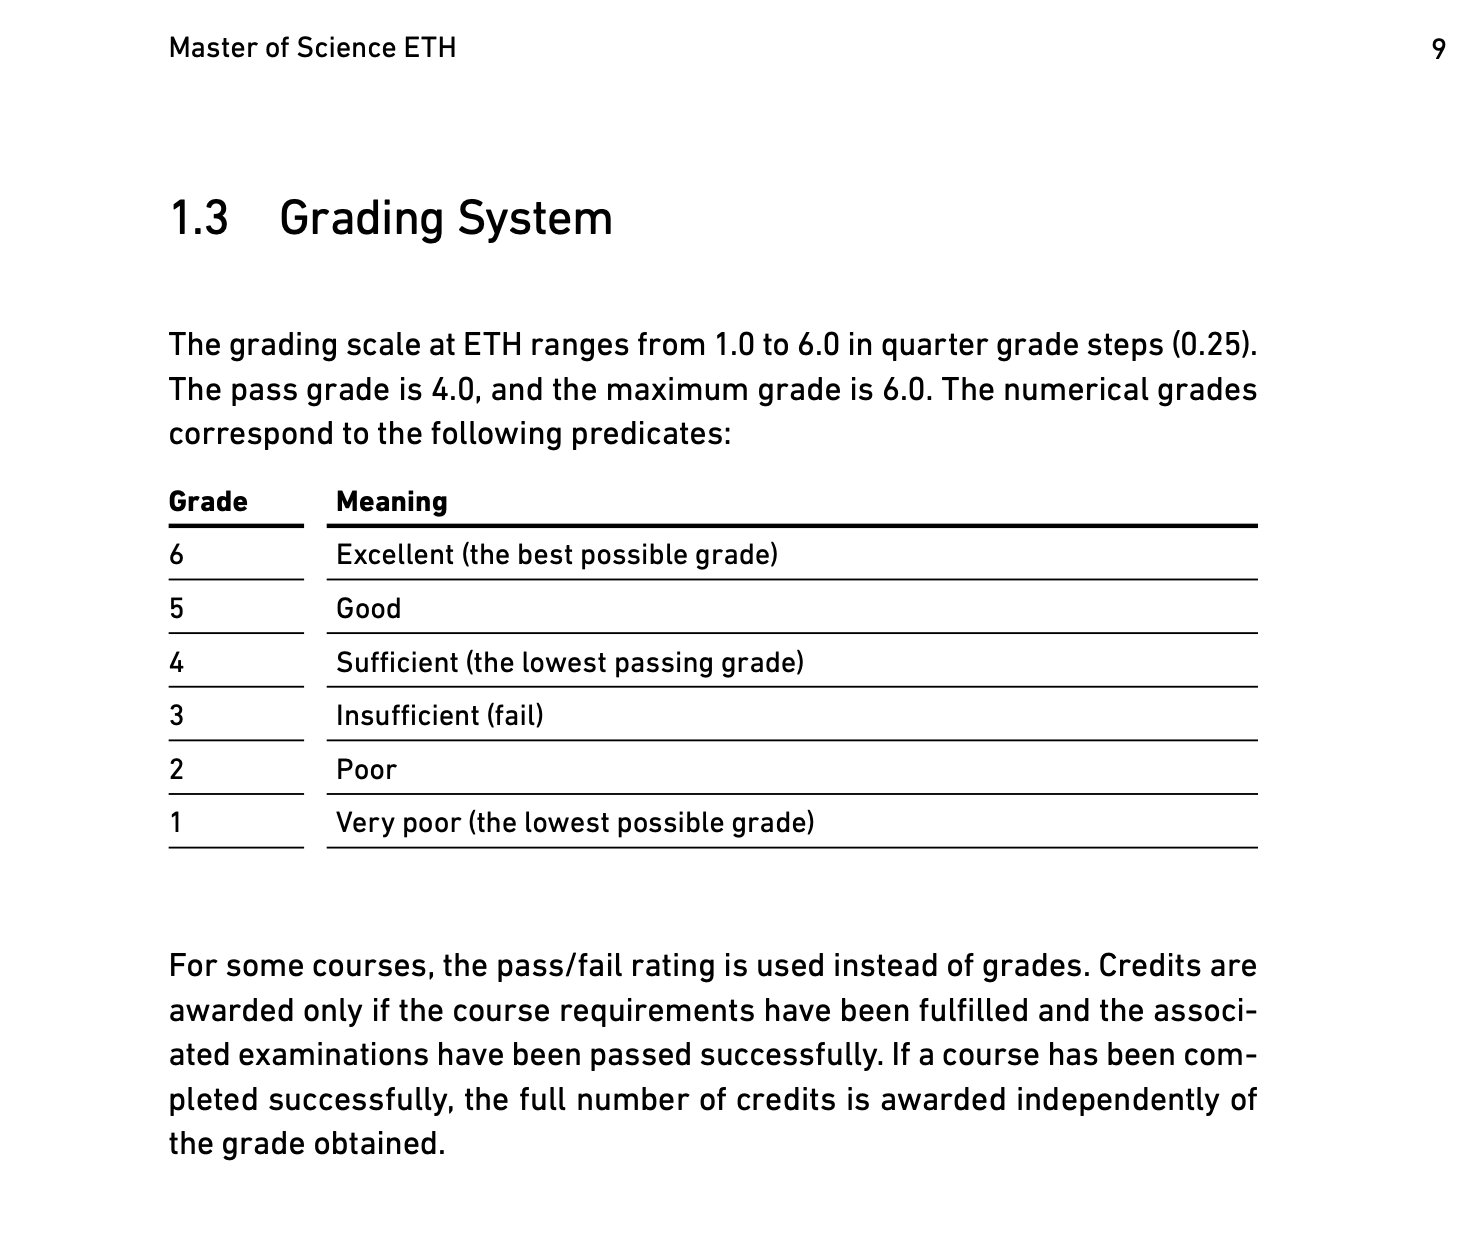 Master of Science ETH 9
1.3 Grading System
The grading scale at ETH ranges from 1.0 to 6.0 in quarter grade steps (0.25).
The pass grade is 4.0, and the maximum grade is 6.0. The numerical grades
correspond to the following predicates:
Grade Meaning
6 Excellent (the best possible grade)
5 Good
4 Sufficient (the lowest passing grade)
3 Insufficient (fail)
2 Poor
1 Very poor (the lowest possible grade)
For some courses, the pass/fail rating is used instead of grades. Credits are
awarded only if the course requirements have been fulfilled and the associ-
ated examinations have been passed successfully. If a course has been com-
pleted successfully, the full number of credits is awarded independently of
the grade obtained.